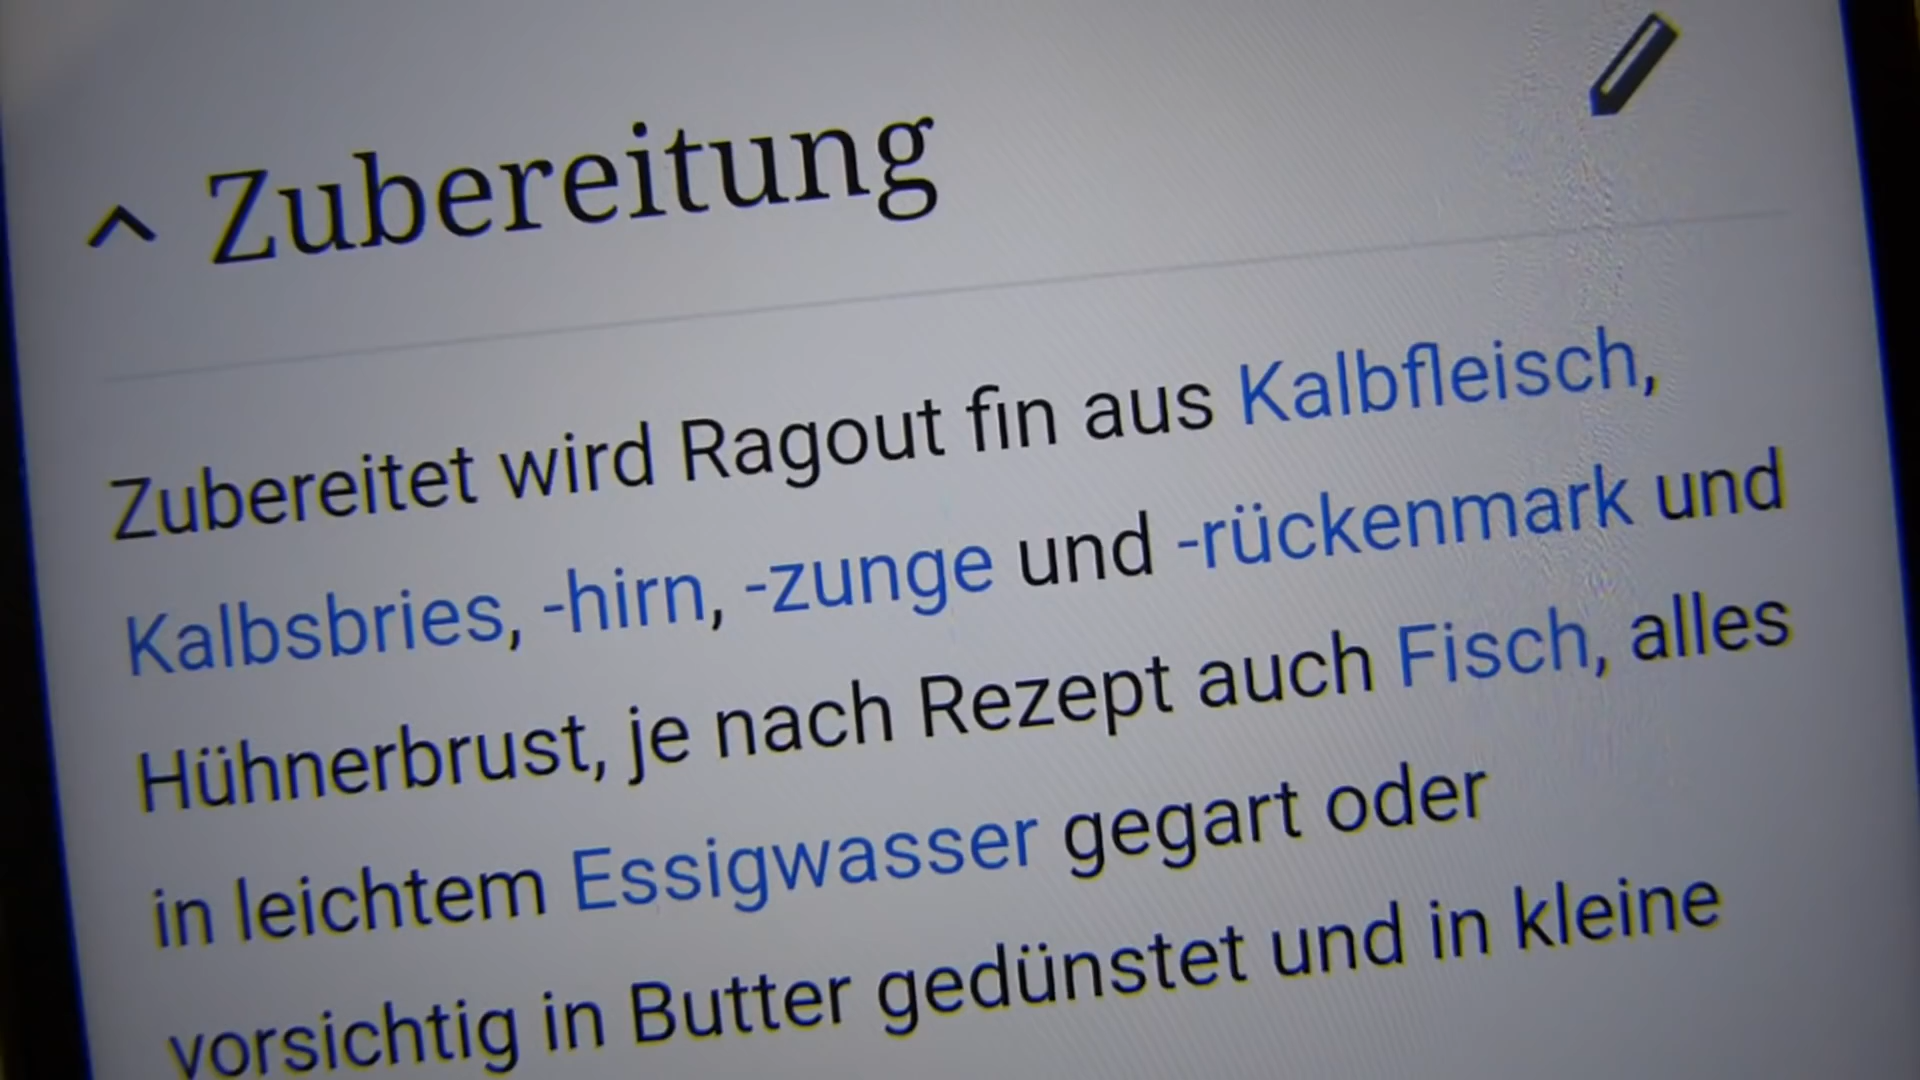 Zubereitung
Zubereitet wird Ragout fin aus Kalbfleisch,
Kalbsbries, -hirn, -zunge und -rückenmark und
Hühnerbrust, je nach Rezept auch Fisch, alles
in leichtem Essigwasser gegart oder
vorsichtig in Butter gedünstet und in kleine